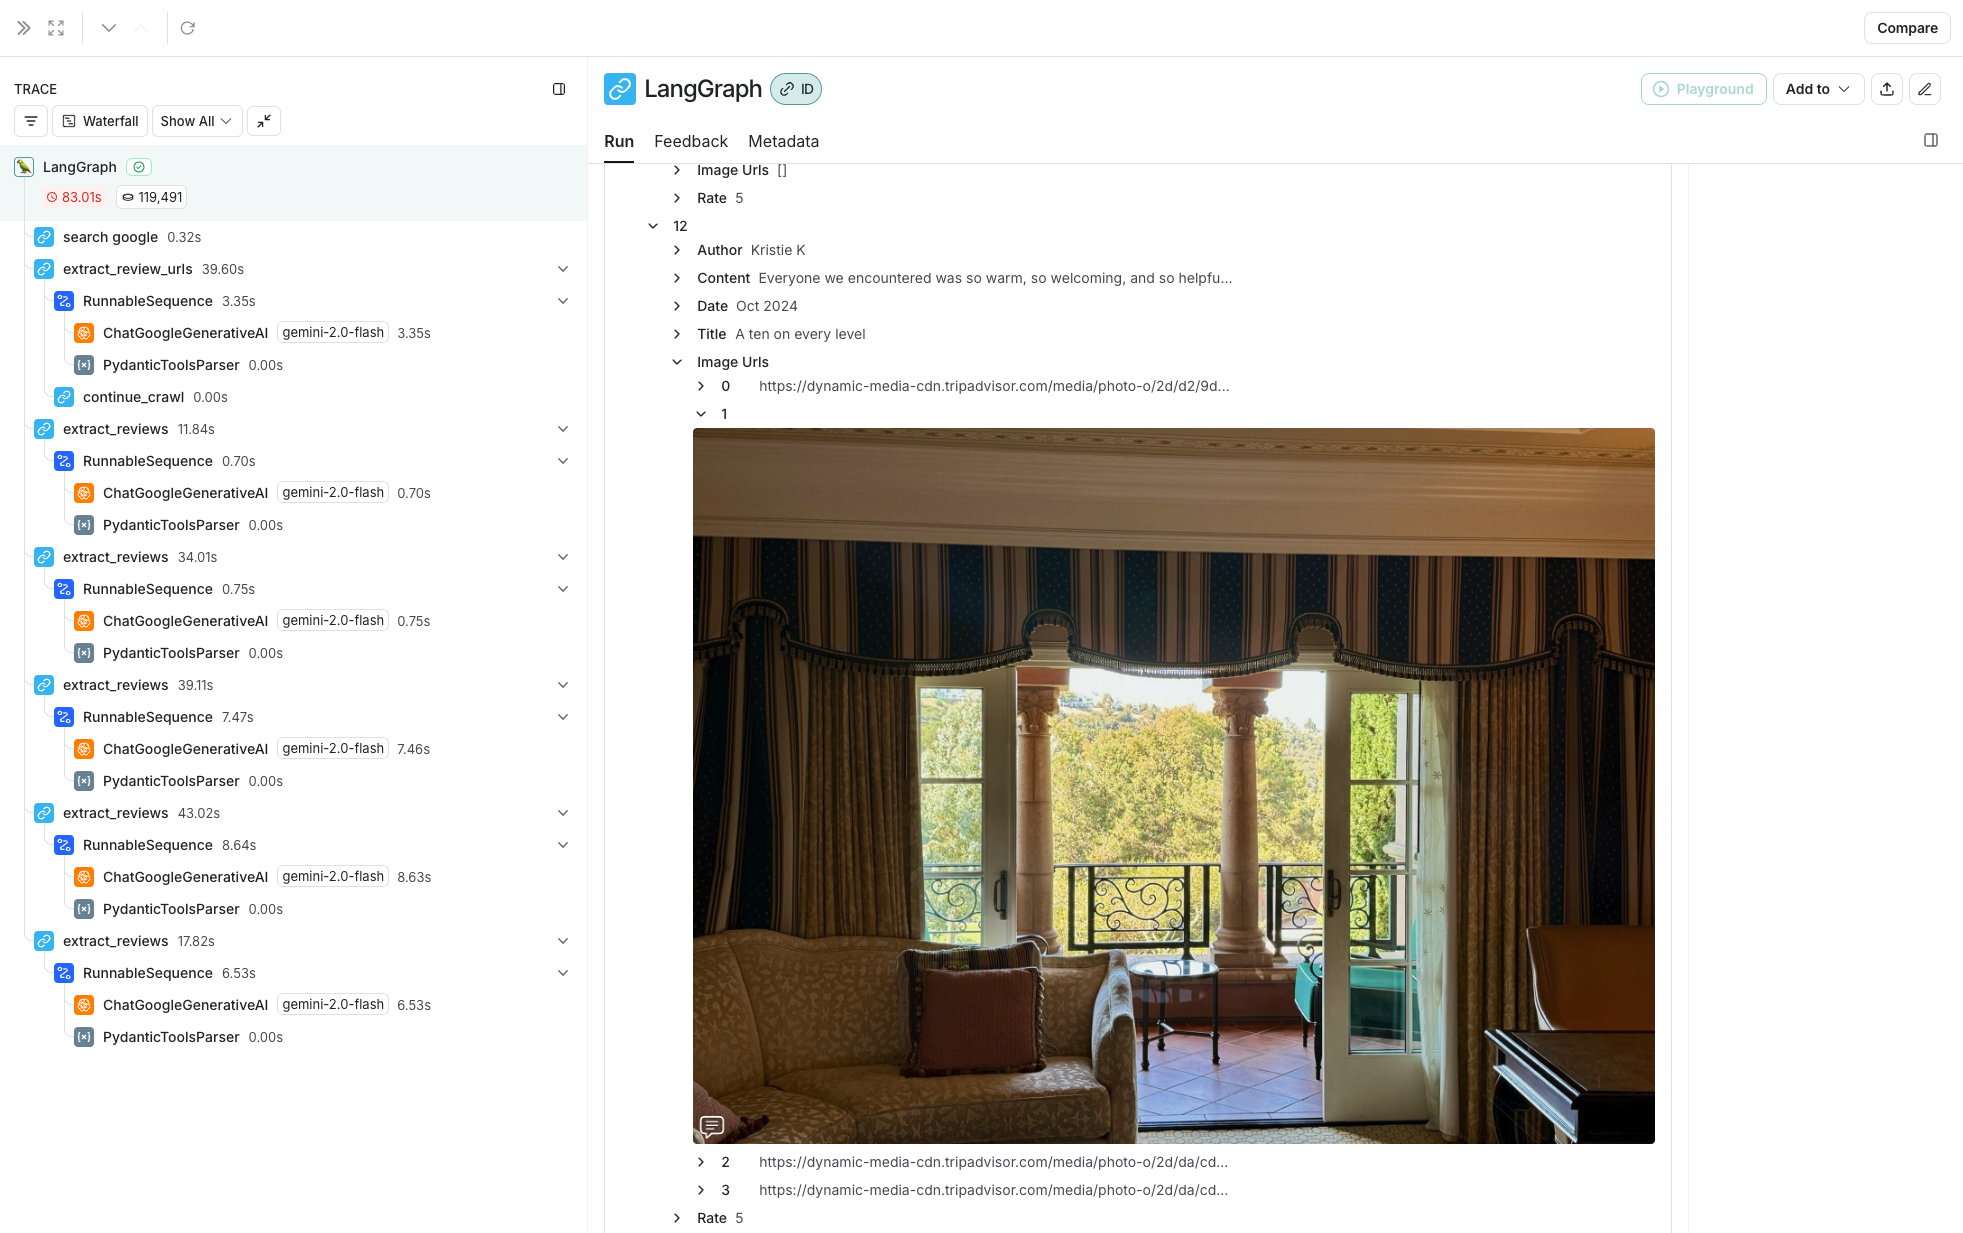 Compare
TRACE
Waterfall
Show All
LangGraph
83.01s 119,491
search google 0.32s
extract_review_urls 39.60s
RunnableSequence 3.35s
ChatGoogleGenerativeAI gemini-2.0-flash 3.35s
PydanticToolsParser 0.00s
continue_crawl 0.00s
extract_reviews 11.84s
RunnableSequence 0.70s
ChatGoogleGenerativeAI gemini-2.0-flash 0.70s
PydanticToolsParser 0.00s
extract_reviews 34.01s
RunnableSequence 0.75s
ChatGoogleGenerativeAI gemini-2.0-flash 0.75s
PydanticToolsParser 0.00s
extract_reviews 39.11s
RunnableSequence 7.47s
ChatGoogleGenerativeAI gemini-2.0-flash 7.46s
PydanticToolsParser 0.00s
extract_reviews 43.02s
RunnableSequence 8.64s
ChatGoogleGenerativeAI gemini-2.0-flash 8.63s
PydanticToolsParser 0.00s
extract_reviews 17.82s
RunnableSequence 6.53s
ChatGoogleGenerativeAI gemini-2.0-flash 6.53s
PydanticToolsParser 0.00s
LangGraph ID
Playground
Add to
Run Feedback Metadata
Image Urls []
Rate 5
12
Author Kristie K
Content Everyone we encountered was so warm, so welcoming, and so helpfu...
Date Oct 2024
Title A ten on every level
Image Urls
0 https://dynamic-media-cdn.tripadvisor.com/media/photo-o/2d/d2/9d...
1
2 https://dynamic-media-cdn.tripadvisor.com/media/photo-o/2d/da/cd...
3 https://dynamic-media-cdn.tripadvisor.com/media/photo-o/2d/da/cd...
Rate 5